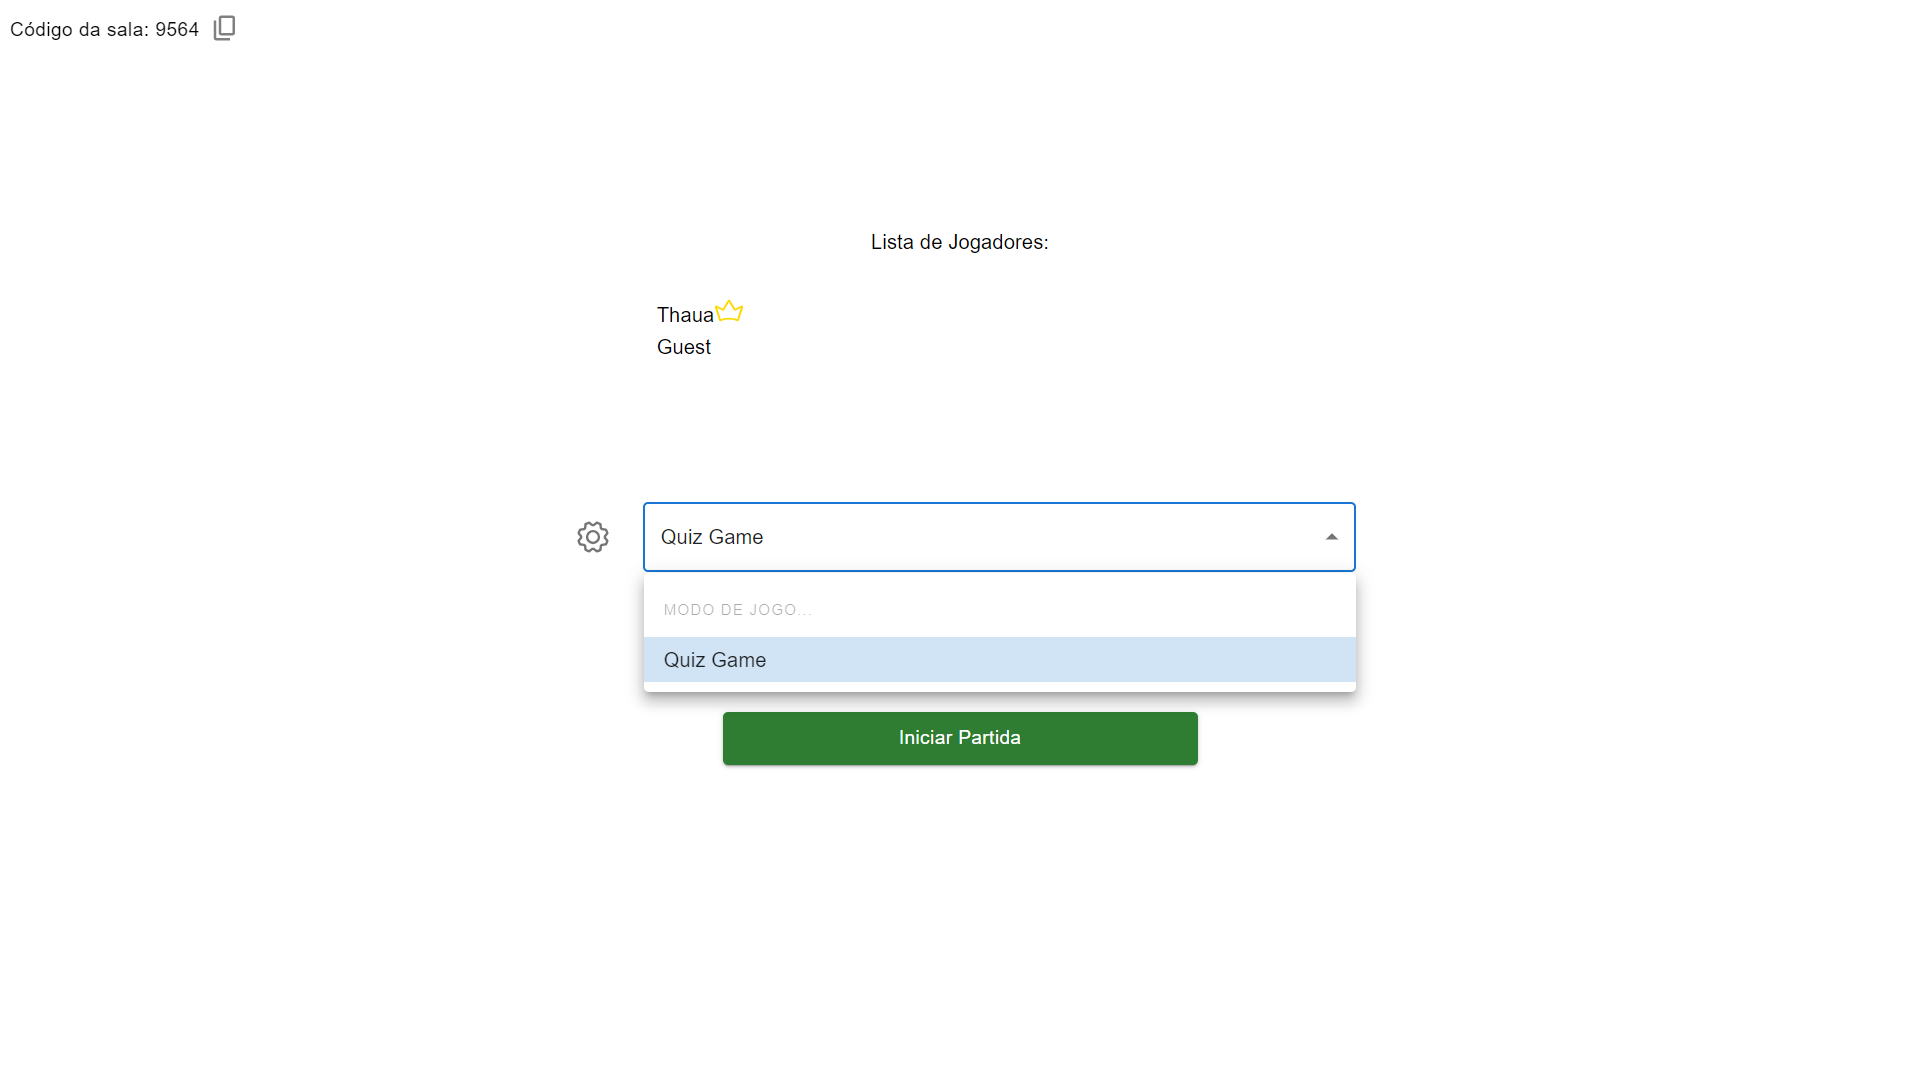 Código da sala: 9564
Lista de Jogadores:
Thaua
Guest
Quiz Game
MODO DE JOGO...
Quiz Game
Iniciar Partida